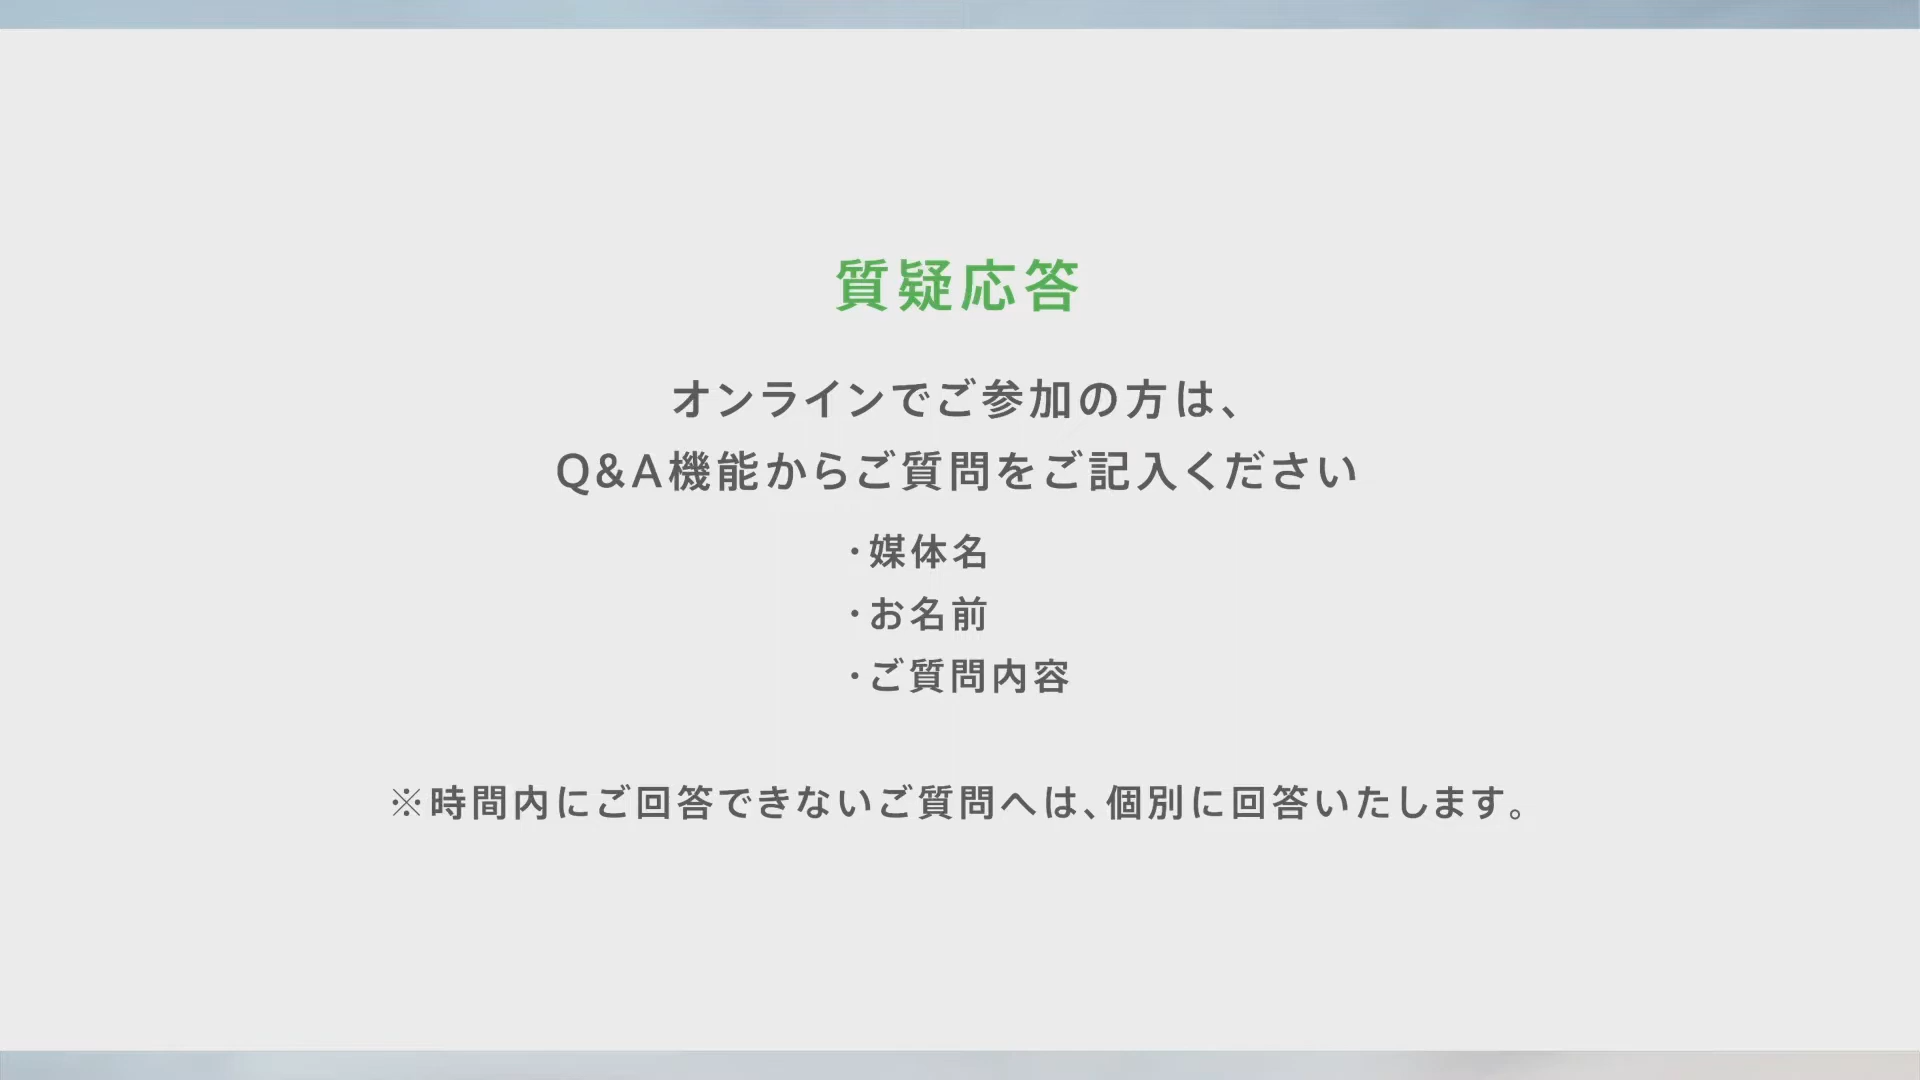 質疑応答
オンラインでご参加の方は、
Q&A機能からご質問をご記入ください
・媒体名
・お名前
・ご質問内容
※時間内にご回答できないご質問へは、個別に回答いたします。